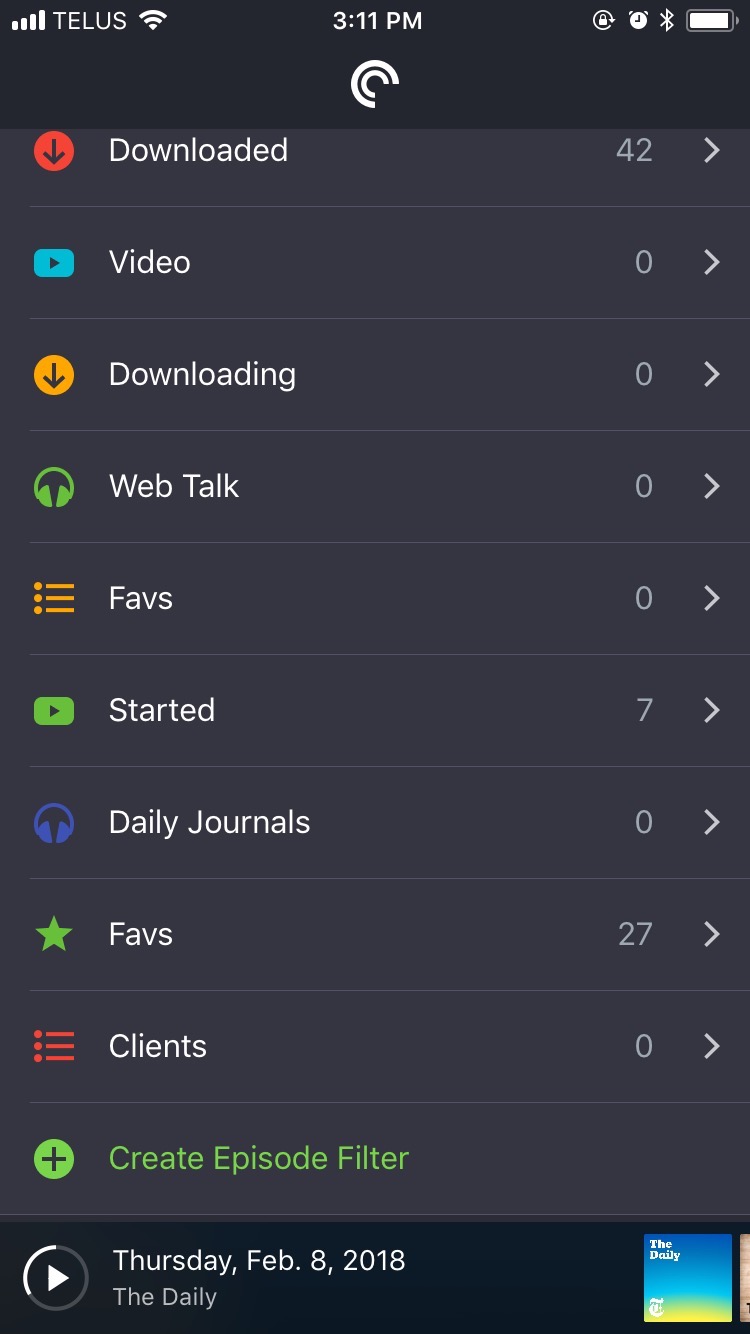 TELUS 3:11 PM
Downloaded 42
Video 0
Downloading 0
Web Talk 0
Favs 0
Started 7
Daily Journals 0
Favs 27
Clients 0
Create Episode Filter
Thursday, Feb. 8, 2018
The Daily
The
Daily
T